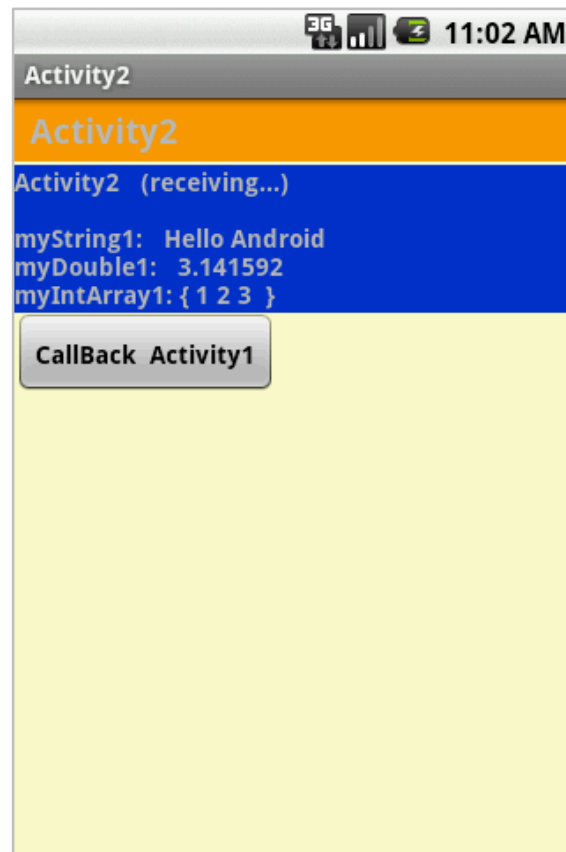 3G 11:02 AM
Activity2
Activity2
Activity2   (receiving...)
myString1:   Hello Android
myDouble1:   3.141592
myIntArray1: { 1 2 3  }
CallBack  Activity1